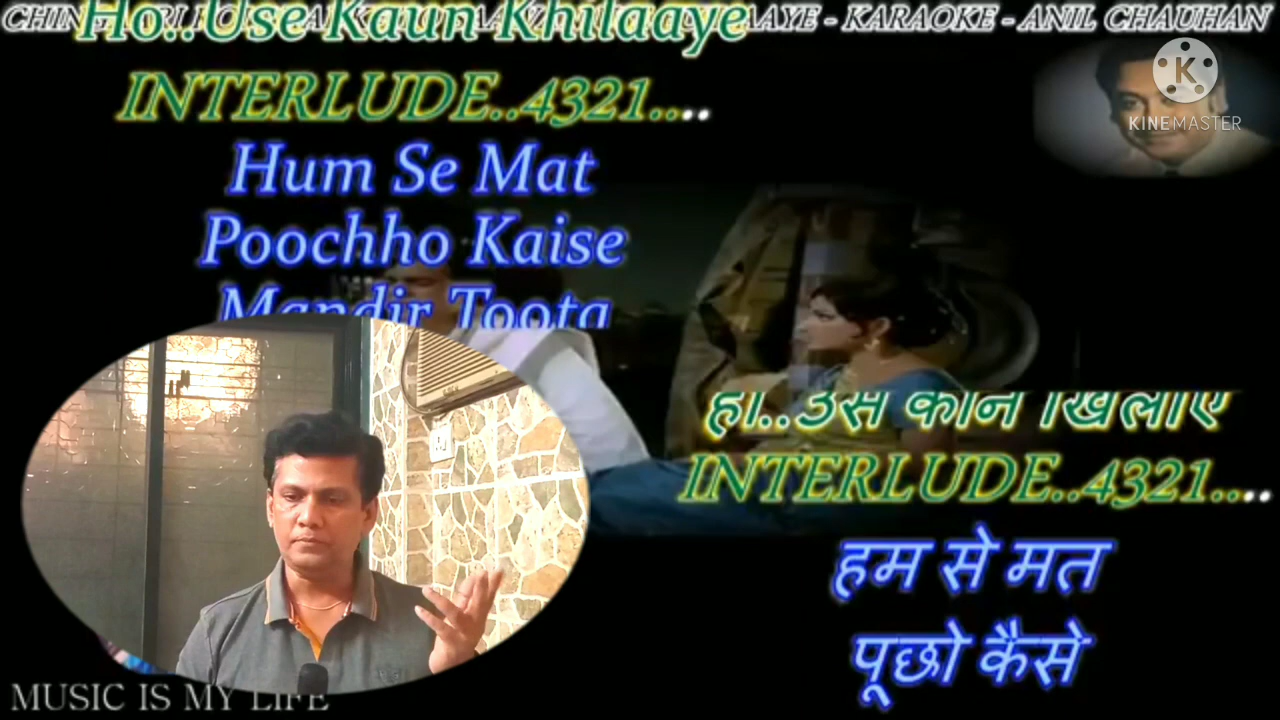 AAYE - KARAOKE - ANIL CHAUHAN
Ho..Use Kaun Khilaaye
INTERLUDE..4321....
Hum Se Mat
Poochho Kaise
Mandir Toota
KINEMASTER
हो..उसे कौन खिलाए
INTERLUDE..4321....
हम से मत
पूछो कैसे
MUSIC IS MY LIFE